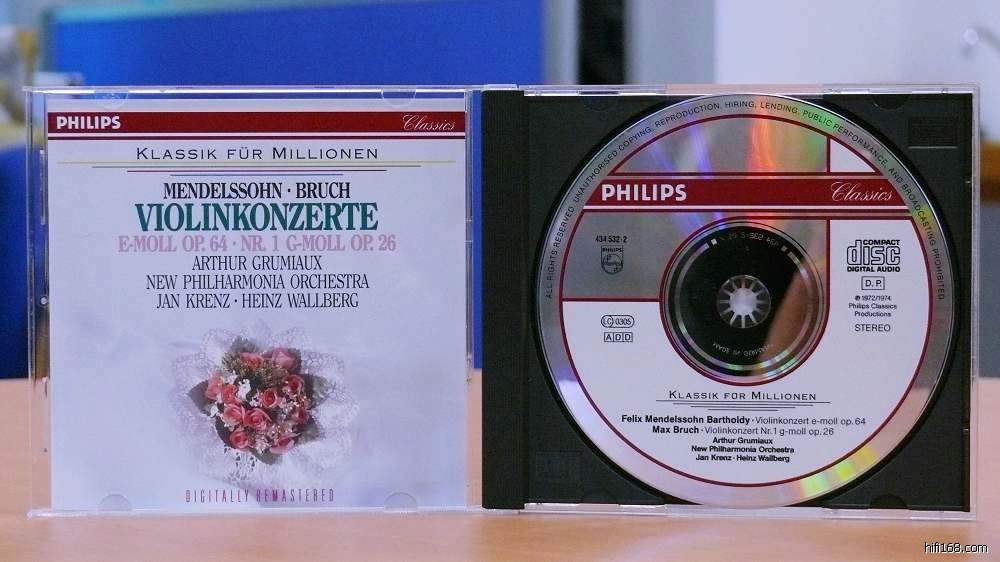 PHILIPS
Classics
KLASSIK FÜR MILLIONEN
MENDELSSOHN · BRUCH
VIOLINKONZERTE
E-MOLL OP. 64 · NR. 1 G-MOLL OP. 26
ARTHUR GRUMIAUX
NEW PHILHARMONIA ORCHESTRA
JAN KRENZ · HEINZ WALLBERG
DIGITALLY REMASTERED
ALL RIGHTS RESERVED. UNAUTHORISED COPYING, REPRODUCTION, HIRING, LENDING, PUBLIC PERFORMANCE, AND BROADCASTING PROHIBITED
PHILIPS
Classics
434 532-2
PHILIPS
COMPACT
disc
DIGITAL AUDIO
D.P.
℗ 1972/1974
Philips Classics
Productions
STEREO
LC 0305
ADD
KLASSIK FÜR MILLIONEN
Felix Mendelssohn Bartholdy · Violinkonzert e-moll op. 64
Max Bruch · Violinkonzert Nr. 1 g-moll op. 26
Arthur Grumiaux
New Philharmonia Orchestra
Jan Krenz · Heinz Wallberg
hifi168.com